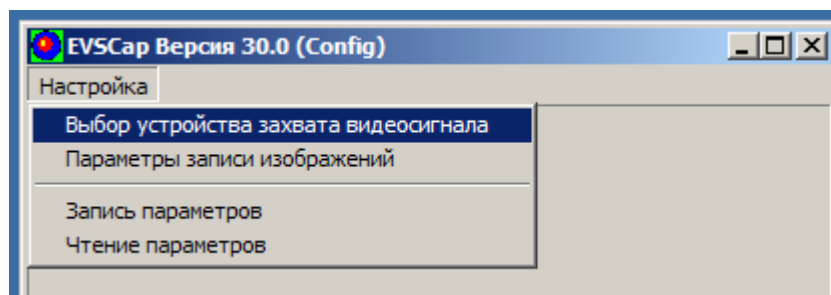 EVSCap Версия 30.0 (Config)
Настройка
Выбор устройства захвата видеосигнала
Параметры записи изображений
Запись параметров
Чтение параметров